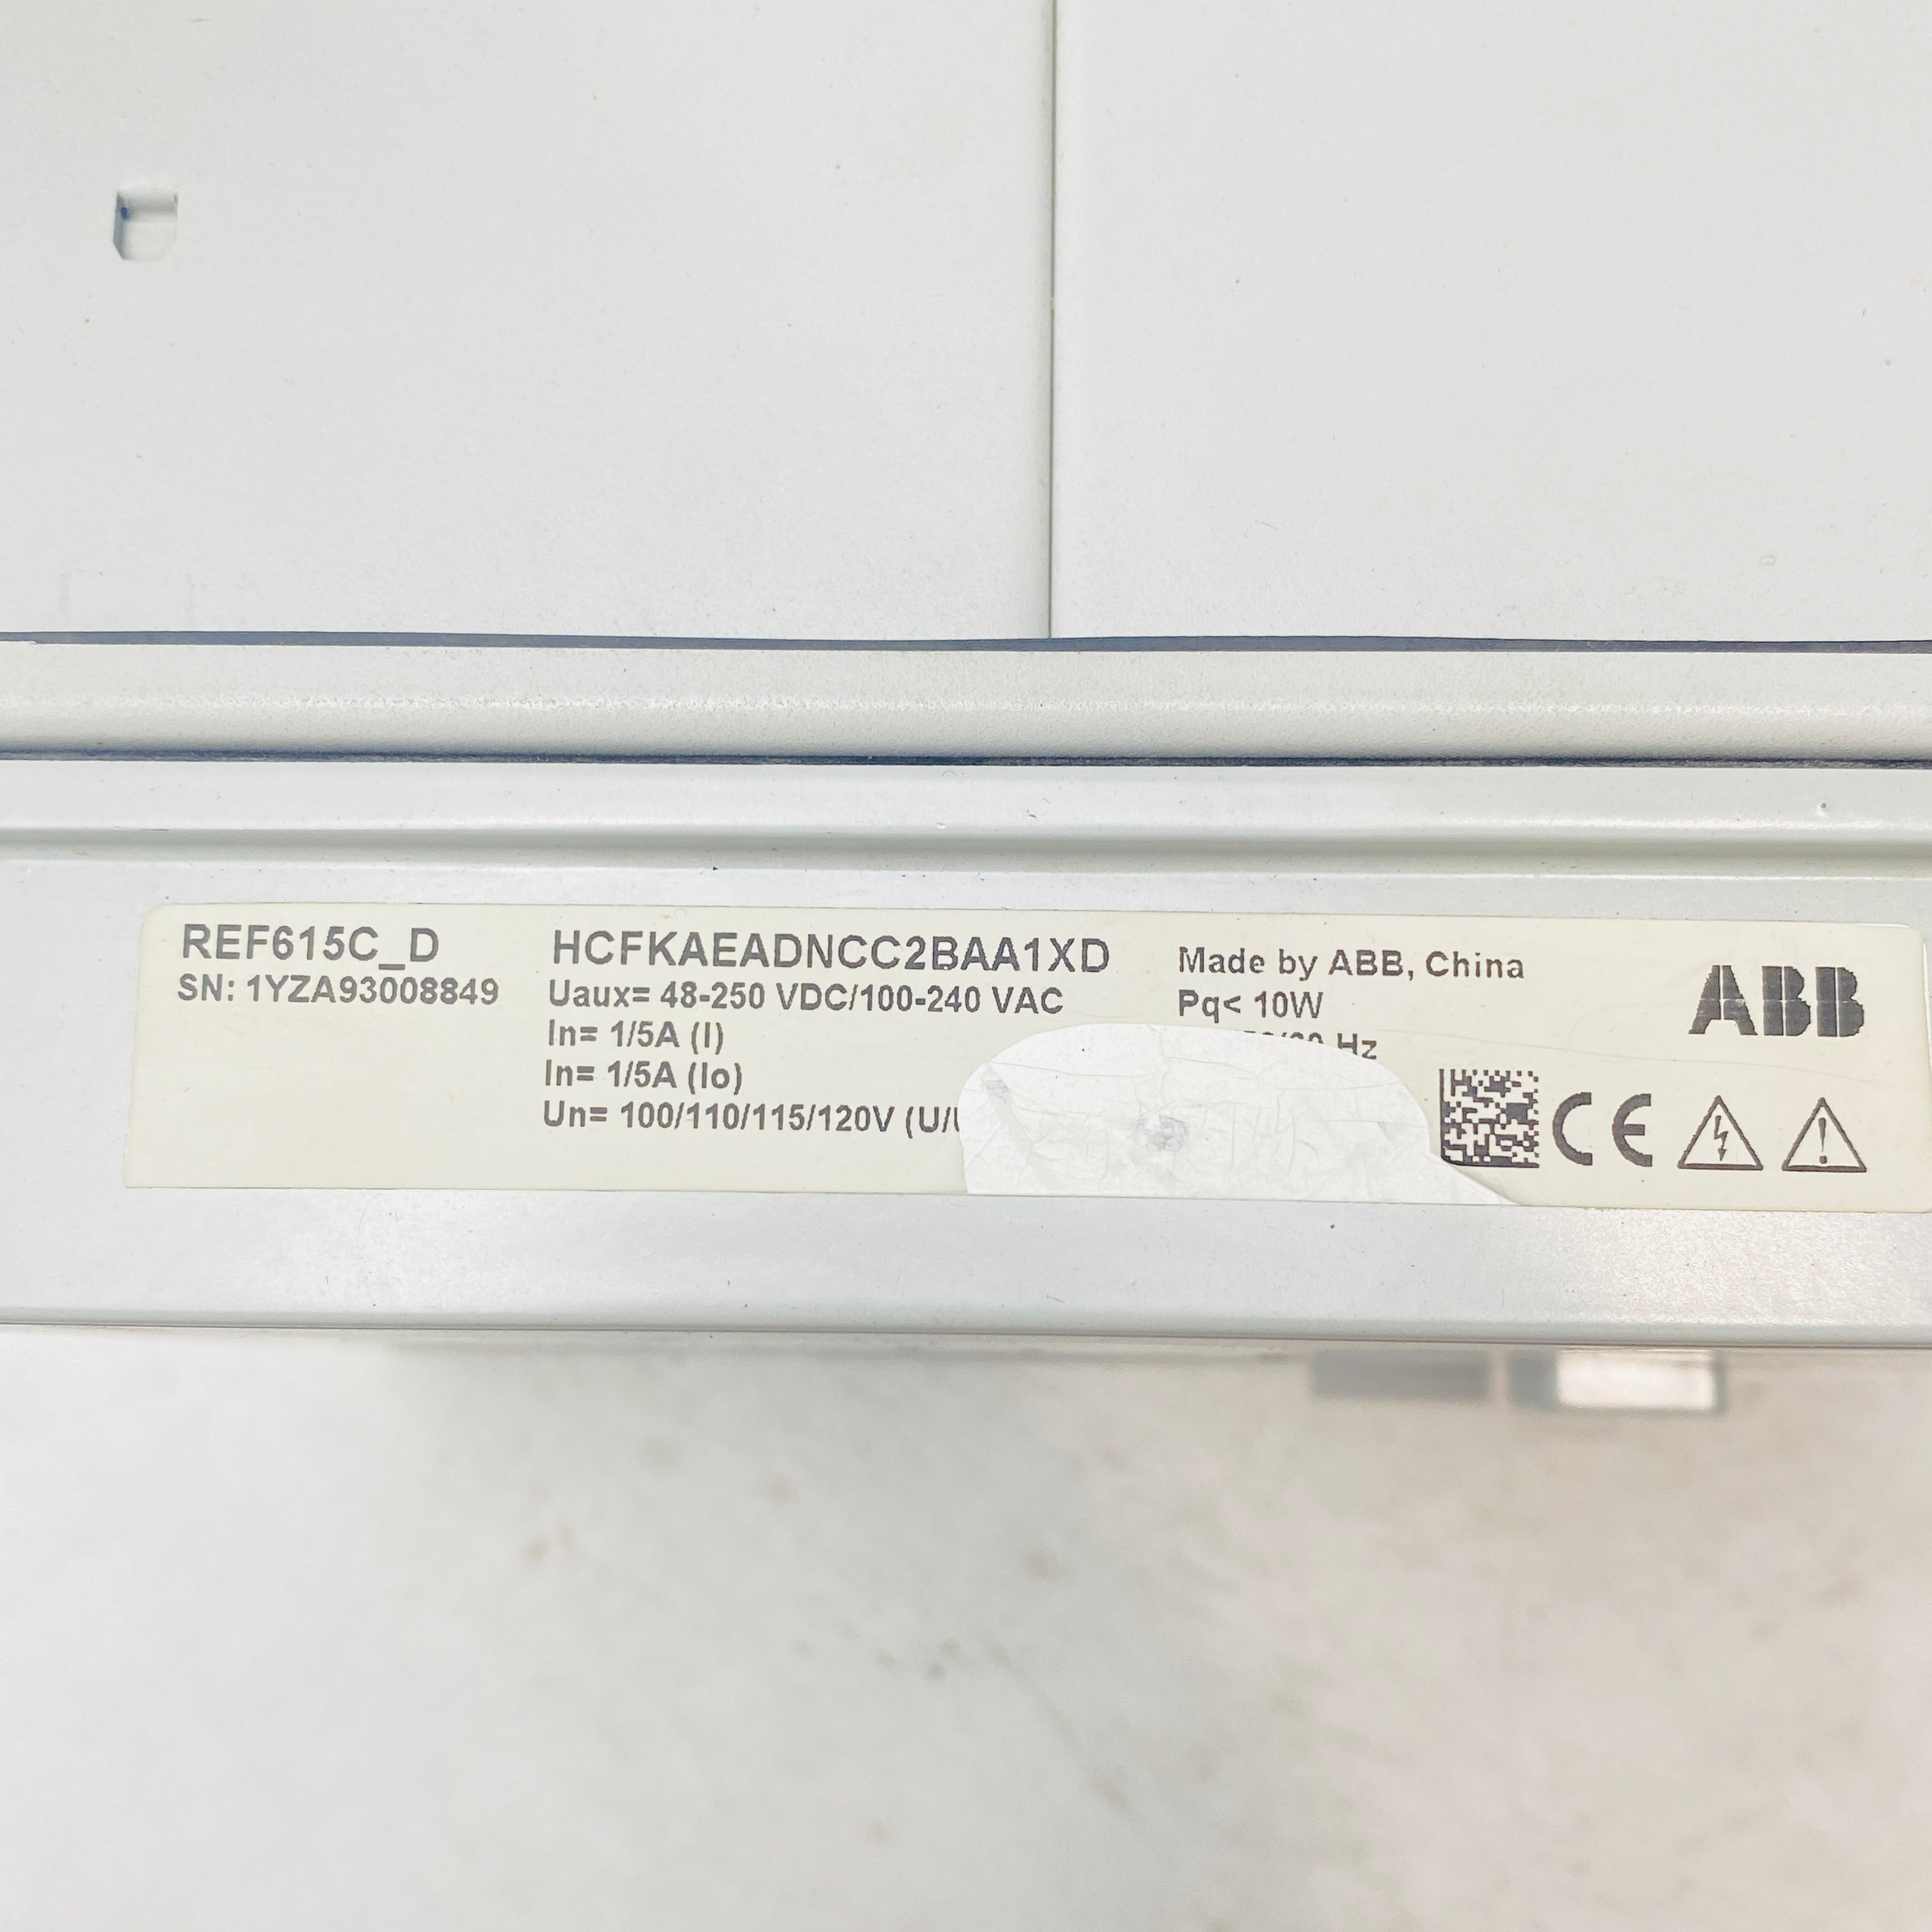 REF615C_D
SN: 1YZA93008849
HCFKAEADNCC2BAA1XD
Uaux= 48-250 VDC/100-240 VAC
In= 1/5A (I)
In= 1/5A (Io)
Un= 100/110/115/120V (U/
Made by ABB, China
Pq< 10W
Hz
ABB
CE